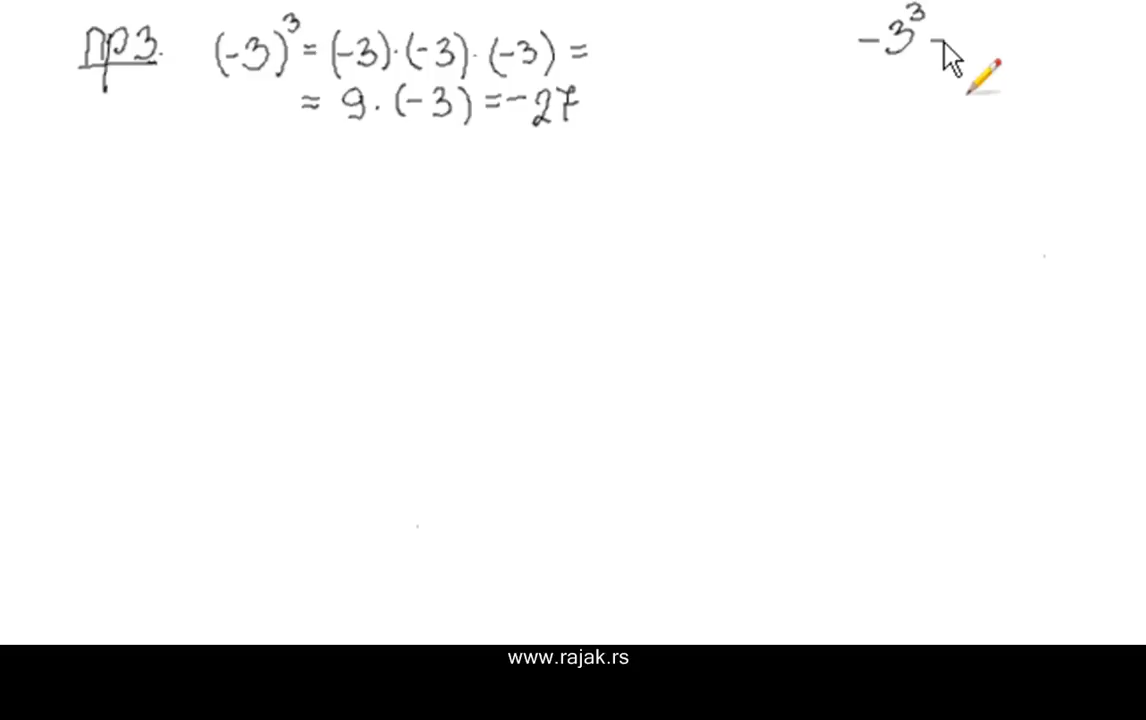 пр3. (-3)³ = (-3)·(-3)·(-3) =
= 9·(-3) = -27
-3³ -
www.rajak.rs